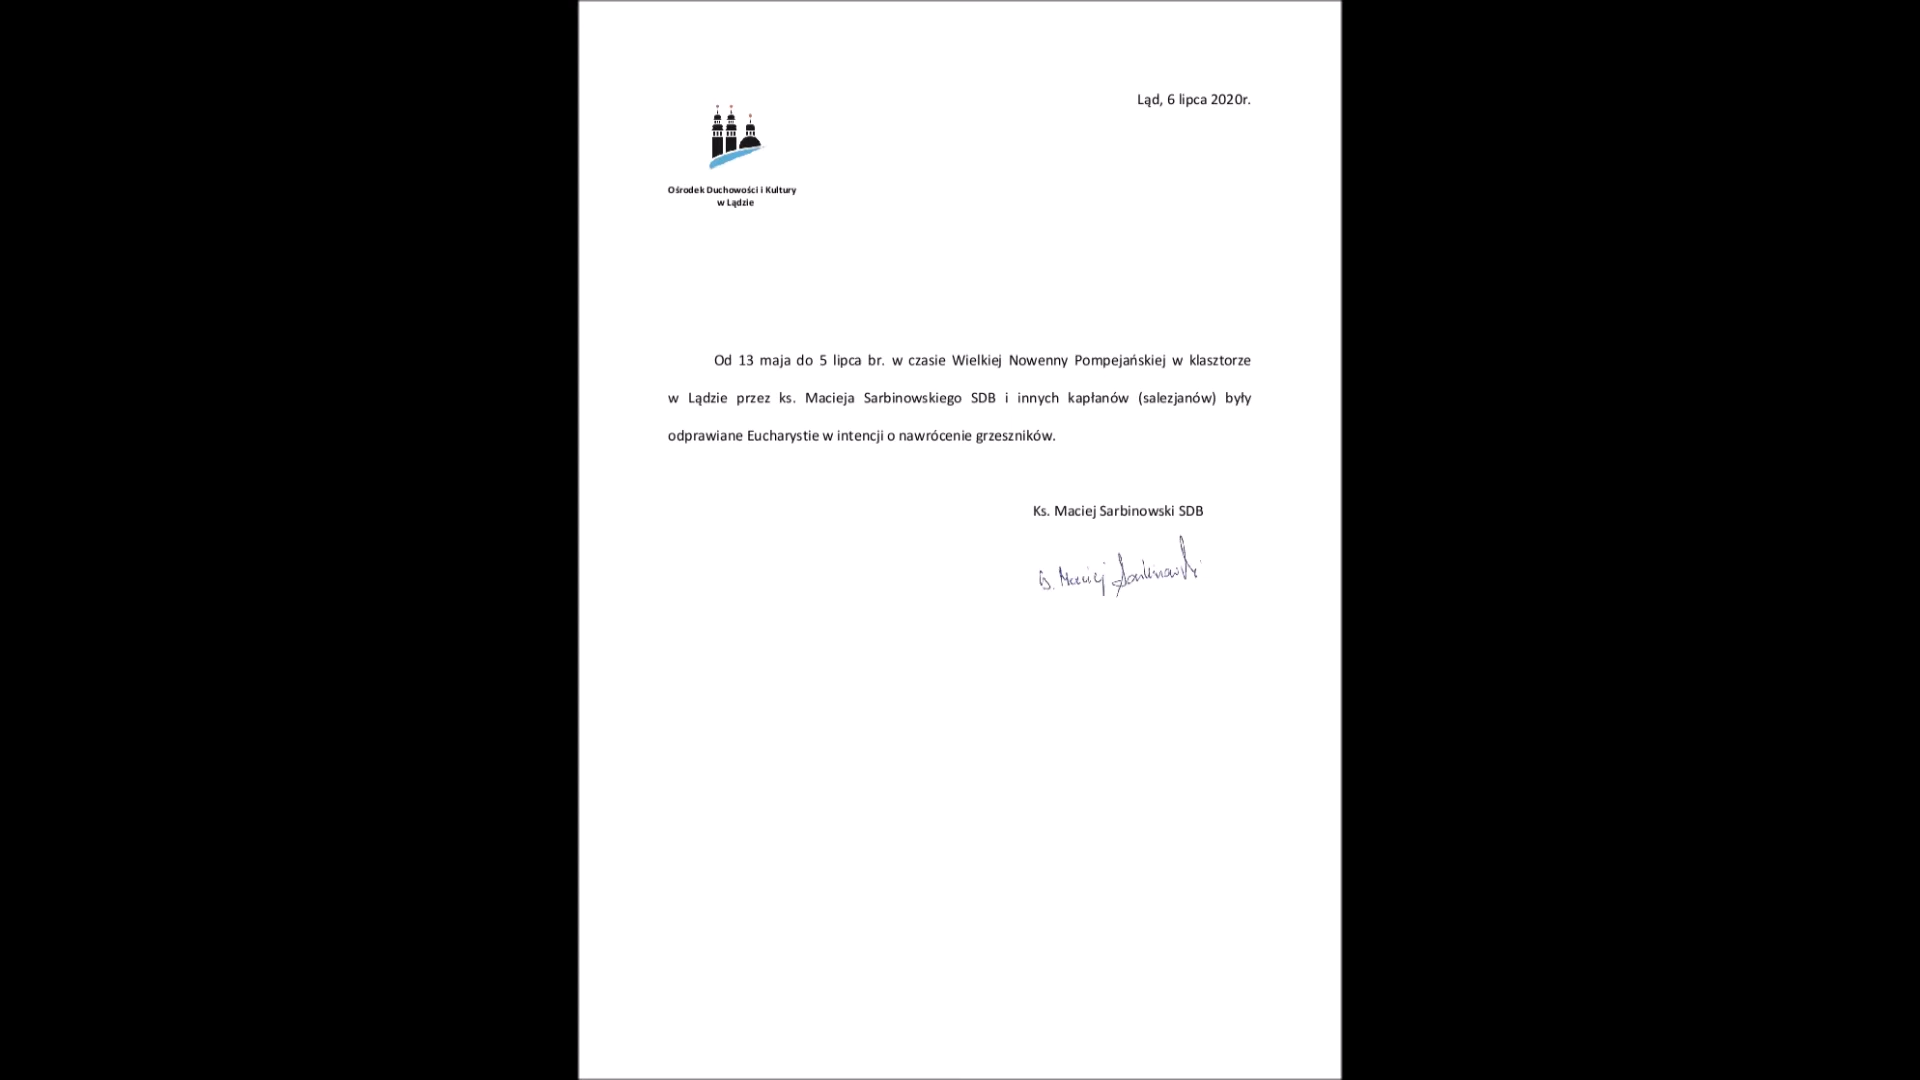 Ląd, 6 lipca 2020r.
Ośrodek Duchowości i Kultury
w Lądzie
Od 13 maja do 5 lipca br. w czasie Wielkiej Nowenny Pompejańskiej w klasztorze
w Lądzie przez ks. Macieja Sarbinowskiego SDB i innych kapłanów (salezjanów) były
odprawiane Eucharystie w intencji o nawrócenie grzeszników.
Ks. Maciej Sarbinowski SDB
Maciej Sarbinowski